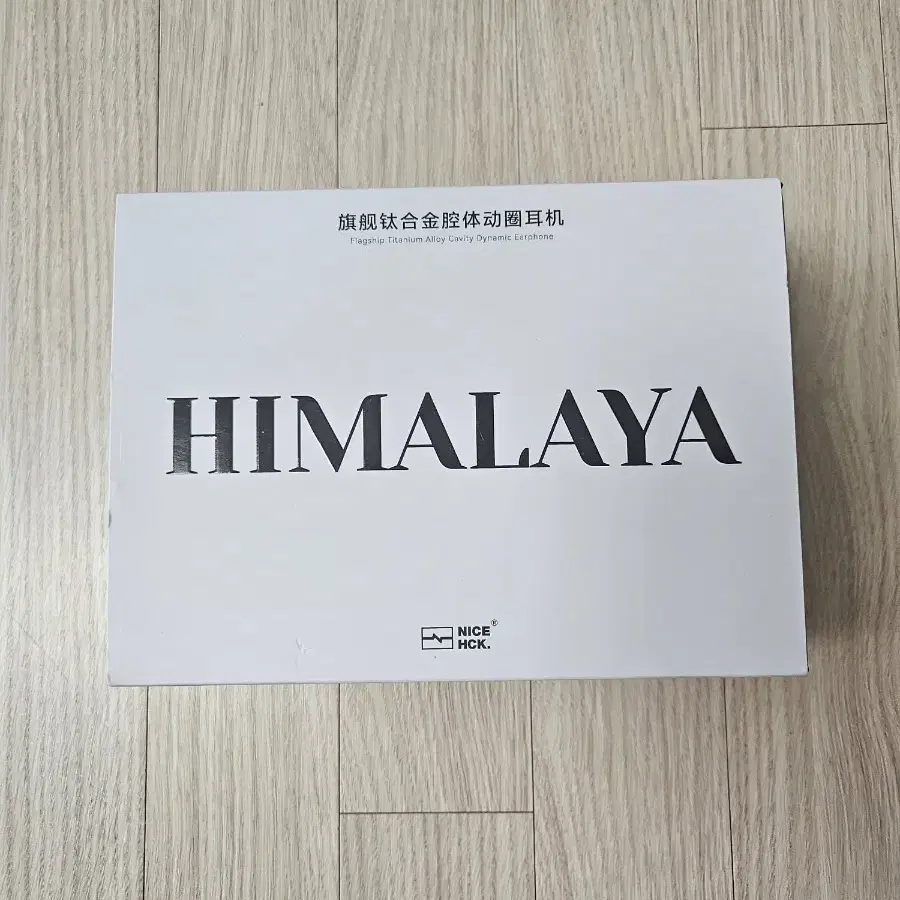 旗舰钛合金腔体动圈耳机
Flagship Titanium Alloy Cavity Dynamic Earphone
HIMALAYA
NICE®
HCK.